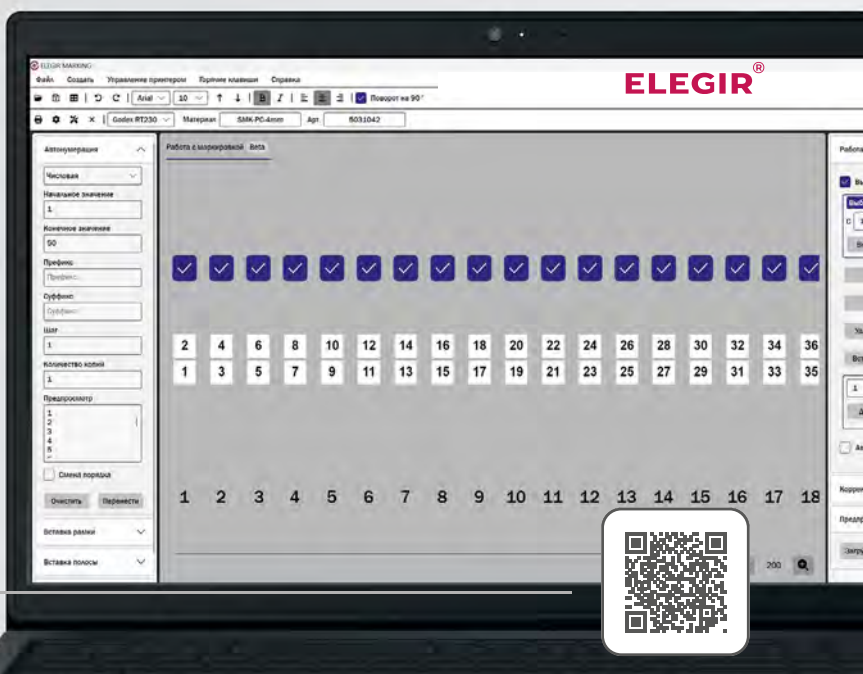 ELEGIR MARKING
Файл Создать Управление принтером Горячие клавиши Справка
ELEGIR®
Arial 10 B I Поворот на 90°
Godex RT230 Материал SMK-PC-4mm Арт. 6031042
Автонумерация
Работа с маркировкой Beta
Работа
Числовая
Начальное значение
1
Конечное значение
50
Префикс
Префикс...
Суффикс
Суффикс...
Шаг
1
Количество копий
1
Предпросмотр
1
2
3
4
5
Смена порядка
Очистить Перенести
Вставка рамки
Вставка полосы
2 4 6 8 10 12 14 16 18 20 22 24 26 28 30 32 34 36
1 3 5 7 9 11 13 15 17 19 21 23 25 27 29 31 33 35
1 2 3 4 5 6 7 8 9 10 11 12 13 14 15 16 17 18
200
С
1